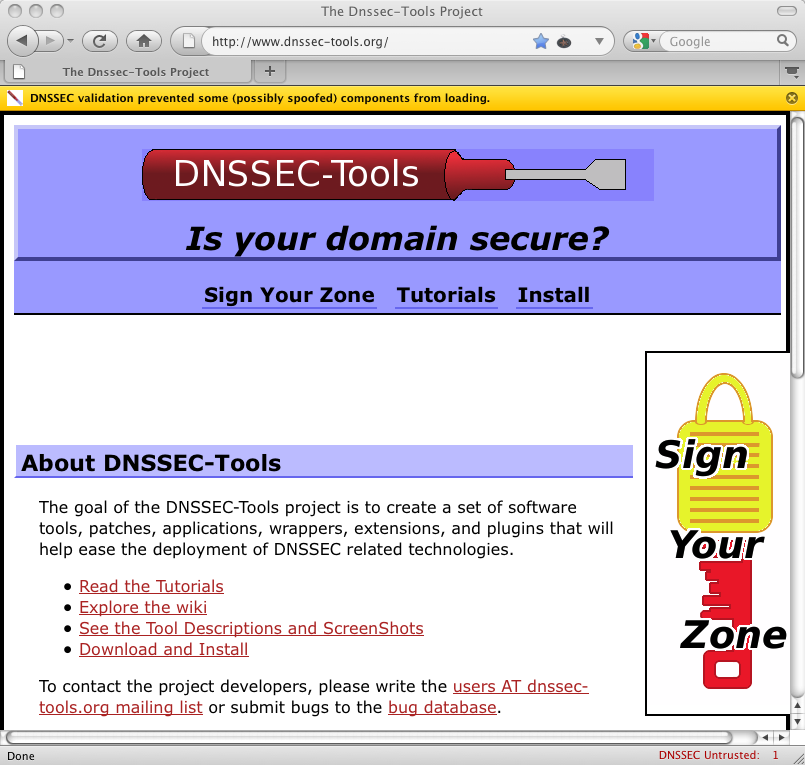 The Dnssec-Tools Project
http://www.dnssec-tools.org/
Google
The Dnssec-Tools Project
DNSSEC validation prevented some (possibly spoofed) components from loading.
DNSSEC-Tools
Is your domain secure?
Sign Your Zone Tutorials Install
Sign
Your
Zone
About DNSSEC-Tools
The goal of the DNSSEC-Tools project is to create a set of software
tools, patches, applications, wrappers, extensions, and plugins that will
help ease the deployment of DNSSEC related technologies.
• Read the Tutorials
• Explore the wiki
• See the Tool Descriptions and ScreenShots
• Download and Install
To contact the project developers, please write the users AT dnssec-
tools.org mailing list or submit bugs to the bug database.
Done
DNSSEC Untrusted: 1